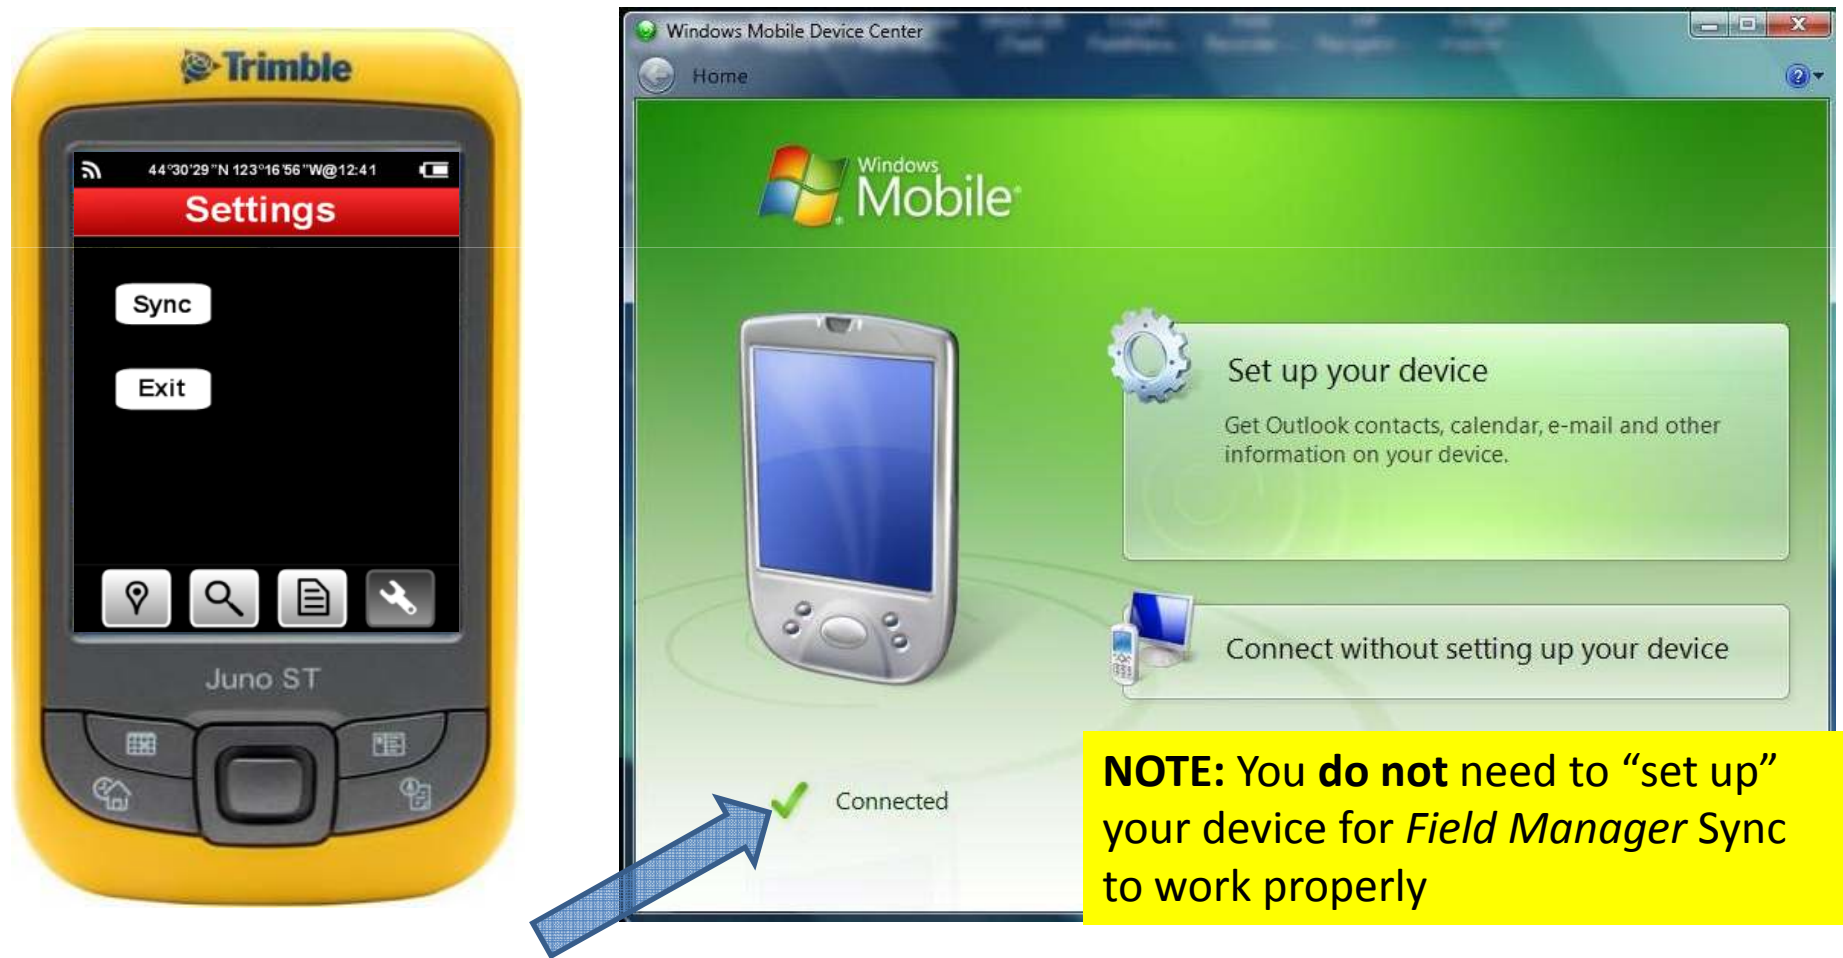 Trimble
44°30'29"N 123°16'56"W@12:41
Settings
Sync
Exit
Juno ST
Windows Mobile Device Center
Home
Windows
Mobile
Set up your device
Get Outlook contacts, calendar, e-mail and other
information on your device.
Connect without setting up your device
Connected
NOTE: You do not need to “set up”
your device for Field Manager Sync
to work properly